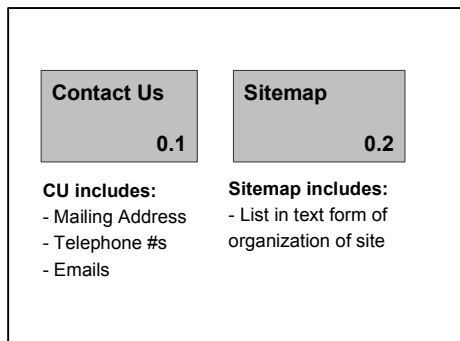 Contact Us
0.1
CU includes:
- Mailing Address
- Telephone #s
- Emails
Sitemap
0.2
Sitemap includes:
- List in text form of
organization of site